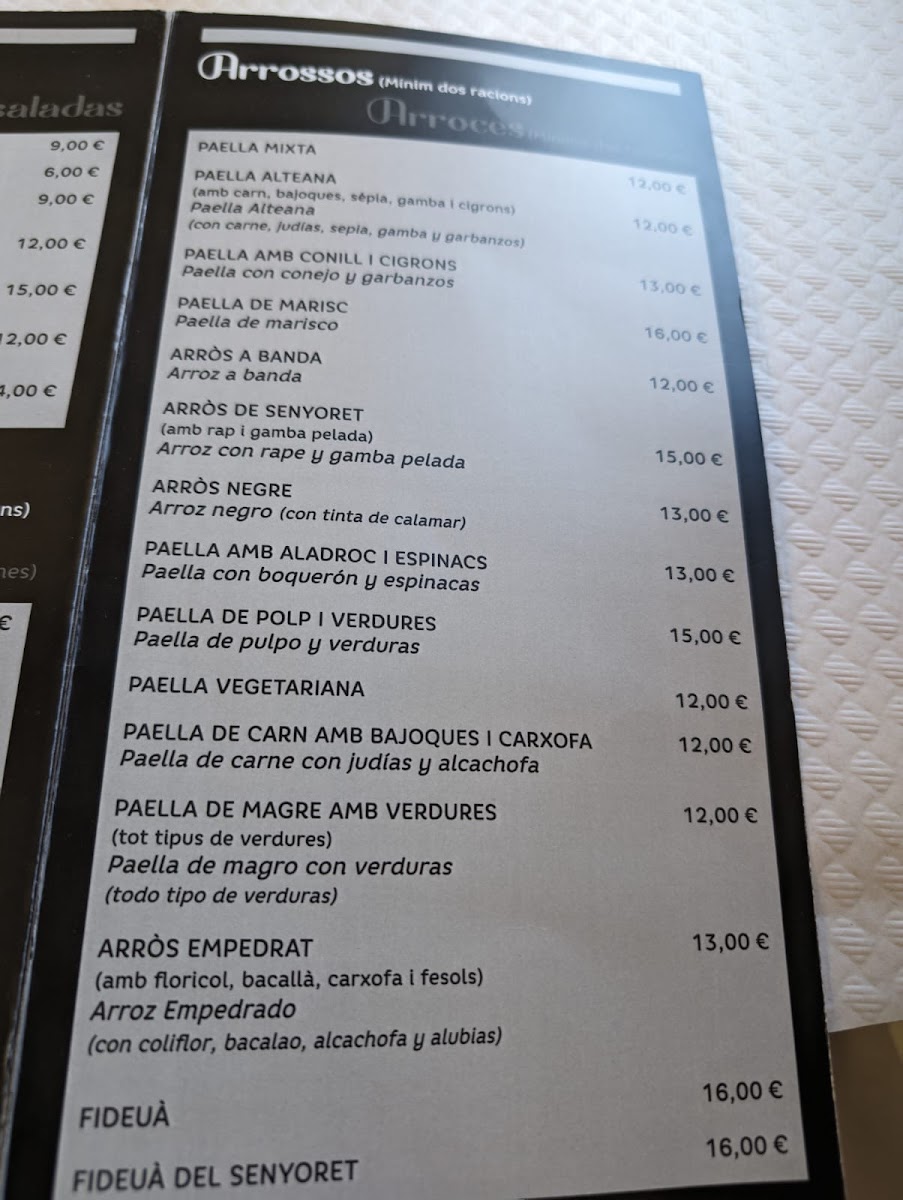 saladas
9,00 €
6,00 €
9,00 €
12,00 €
15,00 €
12,00 €
4,00 €
ns)
nes)
€
Arrossos (Mínim dos racions)
Arroces
PAELLA MIXTA 12,00 €
PAELLA ALTEANA 12,00 €
(amb carn, bajoques, sépia, gamba i cigrons)
Paella Alteana
(con carne, judías, sepia, gamba y garbanzos)
PAELLA AMB CONILL I CIGRONS 13,00 €
Paella con conejo y garbanzos
PAELLA DE MARISC 16,00 €
Paella de marisco
ARRÒS A BANDA 12,00 €
Arroz a banda
ARRÒS DE SENYORET
(amb rap i gamba pelada)
Arroz con rape y gamba pelada 15,00 €
ARRÒS NEGRE 13,00 €
Arroz negro (con tinta de calamar)
PAELLA AMB ALADROC I ESPINACS 13,00 €
Paella con boquerón y espinacas
PAELLA DE POLP I VERDURES 15,00 €
Paella de pulpo y verduras
PAELLA VEGETARIANA 12,00 €
PAELLA DE CARN AMB BAJOQUES I CARXOFA 12,00 €
Paella de carne con judías y alcachofa
PAELLA DE MAGRE AMB VERDURES 12,00 €
(tot tipus de verdures)
Paella de magro con verduras
(todo tipo de verduras)
ARRÒS EMPEDRAT 13,00 €
(amb floricol, bacallà, carxofa i fesols)
Arroz Empedrado
(con coliflor, bacalao, alcachofa y alubias)
FIDEUÀ 16,00 €
FIDEUÀ DEL SENYORET 16,00 €